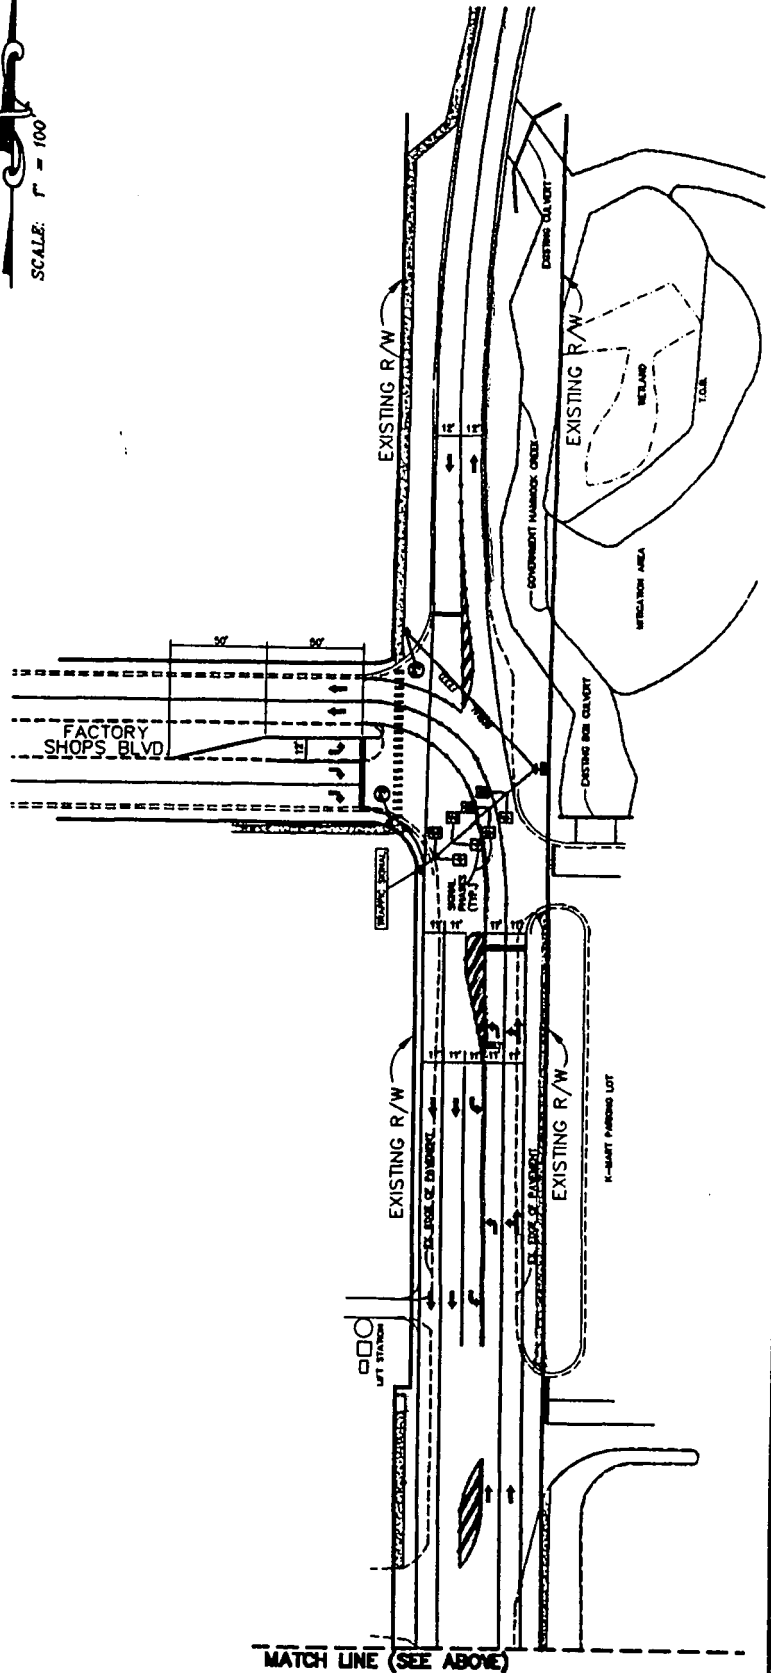 SCALE: 1" = 100'
EXISTING R/W
EXISTING CULVERT
EXISTING R/W
WETLAND
T.O.B.
12' 12'
GOVERNMENT HAMMOCK CREEK
MITIGATION AREA
50' 50'
FACTORY
SHOPS BLVD
12'
EXISTING BOX CULVERT
TRAFFIC SIGNAL
SIGNAL
PHASES
(TYP.)
11' 11' 11' 11'
EXISTING R/W
11' 11' 11' 11' 11'
EXISTING R/W
K-MART PARKING LOT
EX. EDGE OF PAVEMENT
EX. EDGE OF PAVEMENT
LIFT STATION
MATCH LINE (SEE ABOVE)